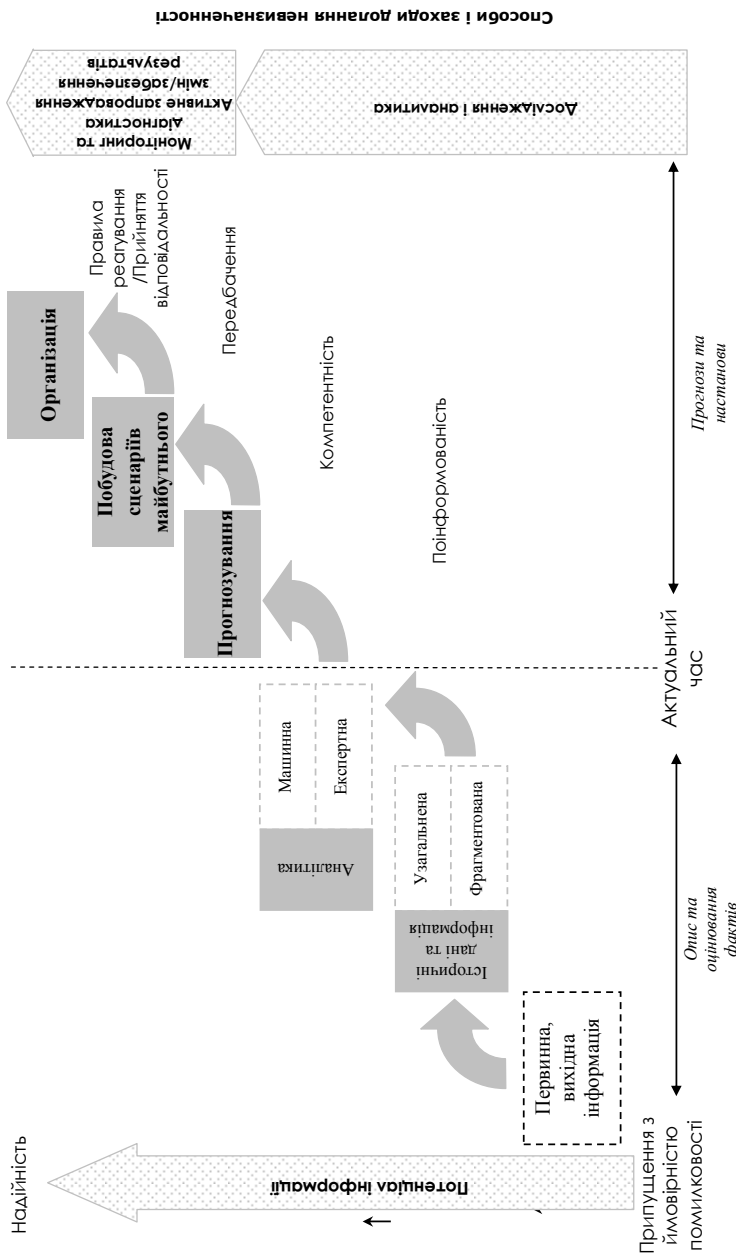 Надійність
Потенціал інформації
Припущення з
ймовірністю
помилковості
Первинна,
вихідна
інформація
Історичні
дані та
інформація
Узагальнена
Фрагментована
Аналітика
Машинна
Експертна
Прогнозування
Побудова
сценаріїв
майбутнього
Організація
Правила
реагування
/Прийняття
відповідальності
Передбачення
Компетентність
Поінформованість
Опис та
оцінювання
фактів
Актуальний
час
Прогнози та
настанови
Моніторинг та
діагностика
Активне запровадження
змін/забезпечення
результатів
Дослідження і аналитика
Способи і заходи долання невизначенності